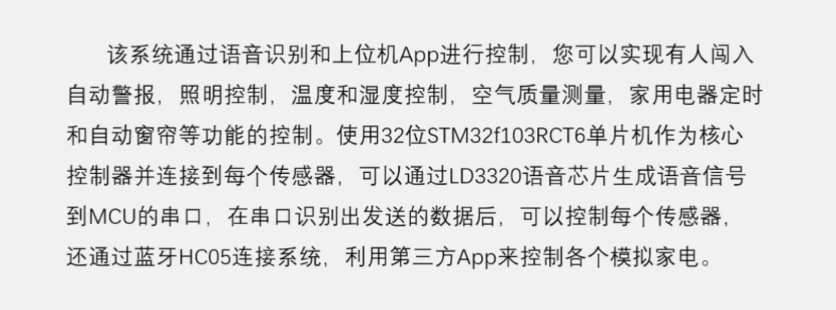 该系统通过语音识别和上位机App进行控制，您可以实现有人闯入
自动警报，照明控制，温度和湿度控制，空气质量测量，家用电器定时
和自动窗帘等功能的控制。使用32位STM32f103RCT6单片机作为核心
控制器并连接到每个传感器，可以通过LD3320语音芯片生成语音信号
到MCU的串口，在串口识别出发送的数据后，可以控制每个传感器，
还通过蓝牙HC05连接系统，利用第三方App来控制各个模拟家电。